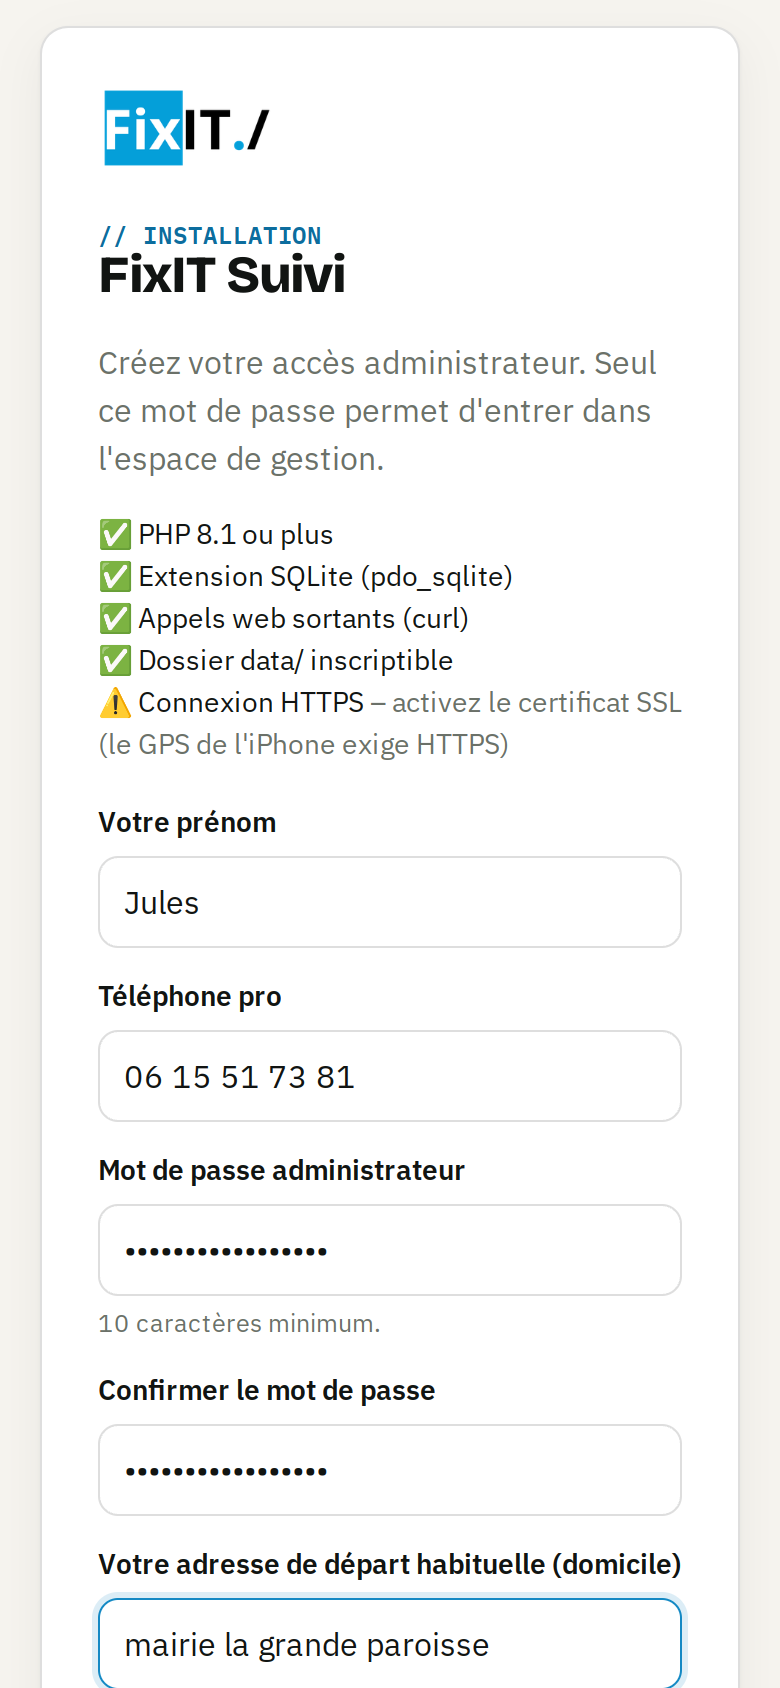 FixIT./
// INSTALLATION
FixIT Suivi
Créez votre accès administrateur. Seul
ce mot de passe permet d'entrer dans
l'espace de gestion.
✅ PHP 8.1 ou plus
✅ Extension SQLite (pdo_sqlite)
✅ Appels web sortants (curl)
✅ Dossier data/ inscriptible
⚠️ Connexion HTTPS – activez le certificat SSL
(le GPS de l'iPhone exige HTTPS)
Votre prénom
Jules
Téléphone pro
06 15 51 73 81
Mot de passe administrateur
•••••••••••••••••
10 caractères minimum.
Confirmer le mot de passe
•••••••••••••••••
Votre adresse de départ habituelle (domicile)
mairie la grande paroisse